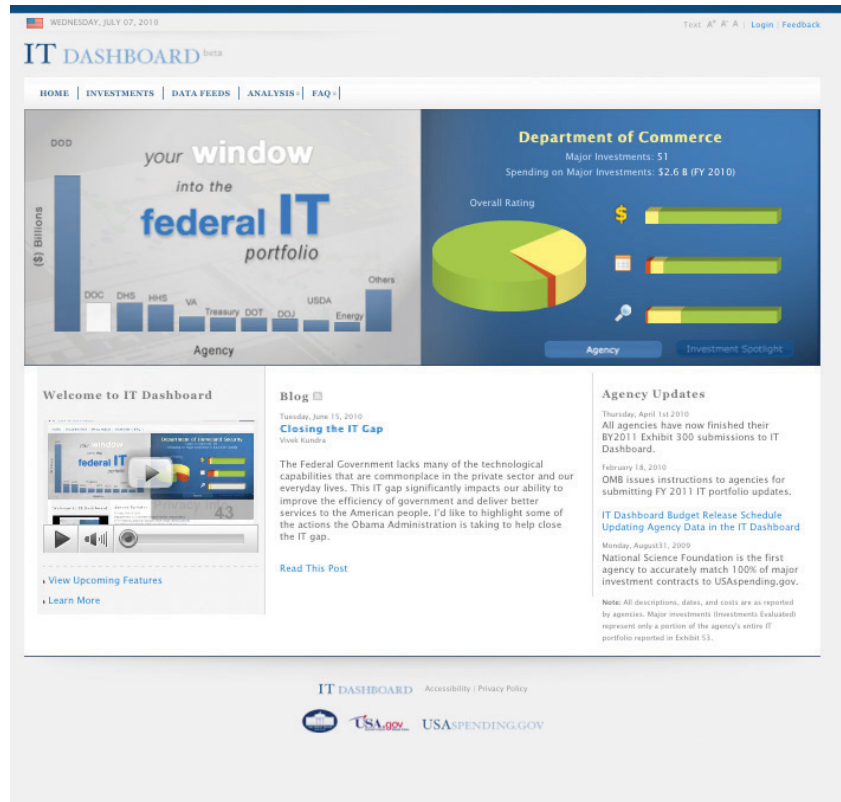 WEDNESDAY, JULY 07, 2010
Text A+ A- A | Login | Feedback
IT DASHBOARD beta
HOME | INVESTMENTS | DATA FEEDS | ANALYSIS | FAQ
DOD
your window
into the
federal IT
portfolio
($) Billions
DOC
DHS
HHS
VA
Treasury
DOT
DOJ
USDA
Energy
Others
Agency
Department of Commerce
Major Investments: 51
Spending on Major Investments: $2.6 B (FY 2010)
Overall Rating
$
Agency
Investment Spotlight
Welcome to IT Dashboard
your window
into the
federal IT
portfolio
Department of Homeland Security
43
View Upcoming Features
Learn More
Blog
Tuesday, June 15, 2010
Closing the IT Gap
Vivek Kundra
The Federal Government lacks many of the technological
capabilities that are commonplace in the private sector and our
everyday lives. This IT gap significantly impacts our ability to
improve the efficiency of government and deliver better
services to the American people. I'd like to highlight some of
the actions the Obama Administration is taking to help close
the IT gap.
Read This Post
Agency Updates
Thursday, April 1st 2010
All agencies have now finished their
BY2011 Exhibit 300 submissions to IT
Dashboard.
February 18, 2010
OMB issues instructions to agencies for
submitting FY 2011 IT portfolio updates.
IT Dashboard Budget Release Schedule
Updating Agency Data in the IT Dashboard
Monday, August31, 2009
National Science Foundation is the first
agency to accurately match 100% of major
investment contracts to USAspending.gov.
Note: All descriptions, dates, and costs are as reported
by agencies. Major investments (Investments Evaluated)
represent only a portion of the agency's entire IT
portfolio reported in Exhibit 53.
IT DASHBOARD Accessibility | Privacy Policy
USA.gov USASPENDING.GOV